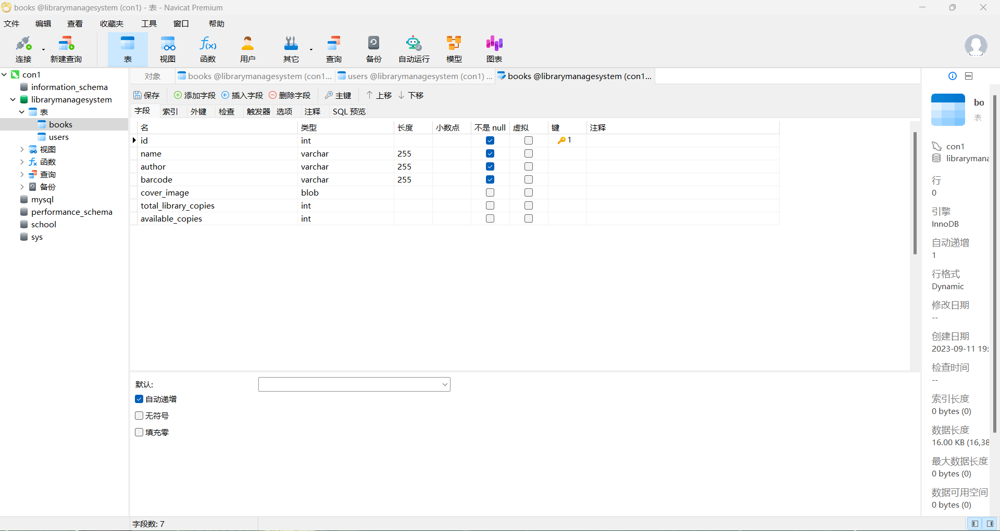 books @librarymanagesystem (con1) - 表 - Navicat Premium
文件 编辑 查看 收藏夹 工具 窗口 帮助
连接 新建查询 表 视图 函数 用户 其它 查询 备份 自动运行 模型 图表
con1
information_schema
librarymanagesystem
表
books
users
视图
函数
查询
备份
mysql
performance_schema
school
sys
对象 books @librarymanagesystem (con1... users @librarymanagesystem (con1) ... books @librarymanagesystem (con1...
保存 添加字段 插入字段 删除字段 主键 上移 下移
字段 索引 外键 检查 触发器 选项 注释 SQL 预览
名 类型 长度 小数点 不是 null 虚拟 键 注释
id int 1
name varchar 255
author varchar 255
barcode varchar 255
cover_image blob
total_library_copies int
available_copies int
默认:
自动递增
无符号
填充零
bo
表
con1
librarymana
行
0
引擎
InnoDB
自动递增
1
行格式
Dynamic
修改日期
--
创建日期
2023-09-11 19:
检查时间
--
索引长度
0 bytes (0)
数据长度
16.00 KB (16,38
最大数据长度
0 bytes (0)
数据可用空间
0 bytes (0)
字段数: 7